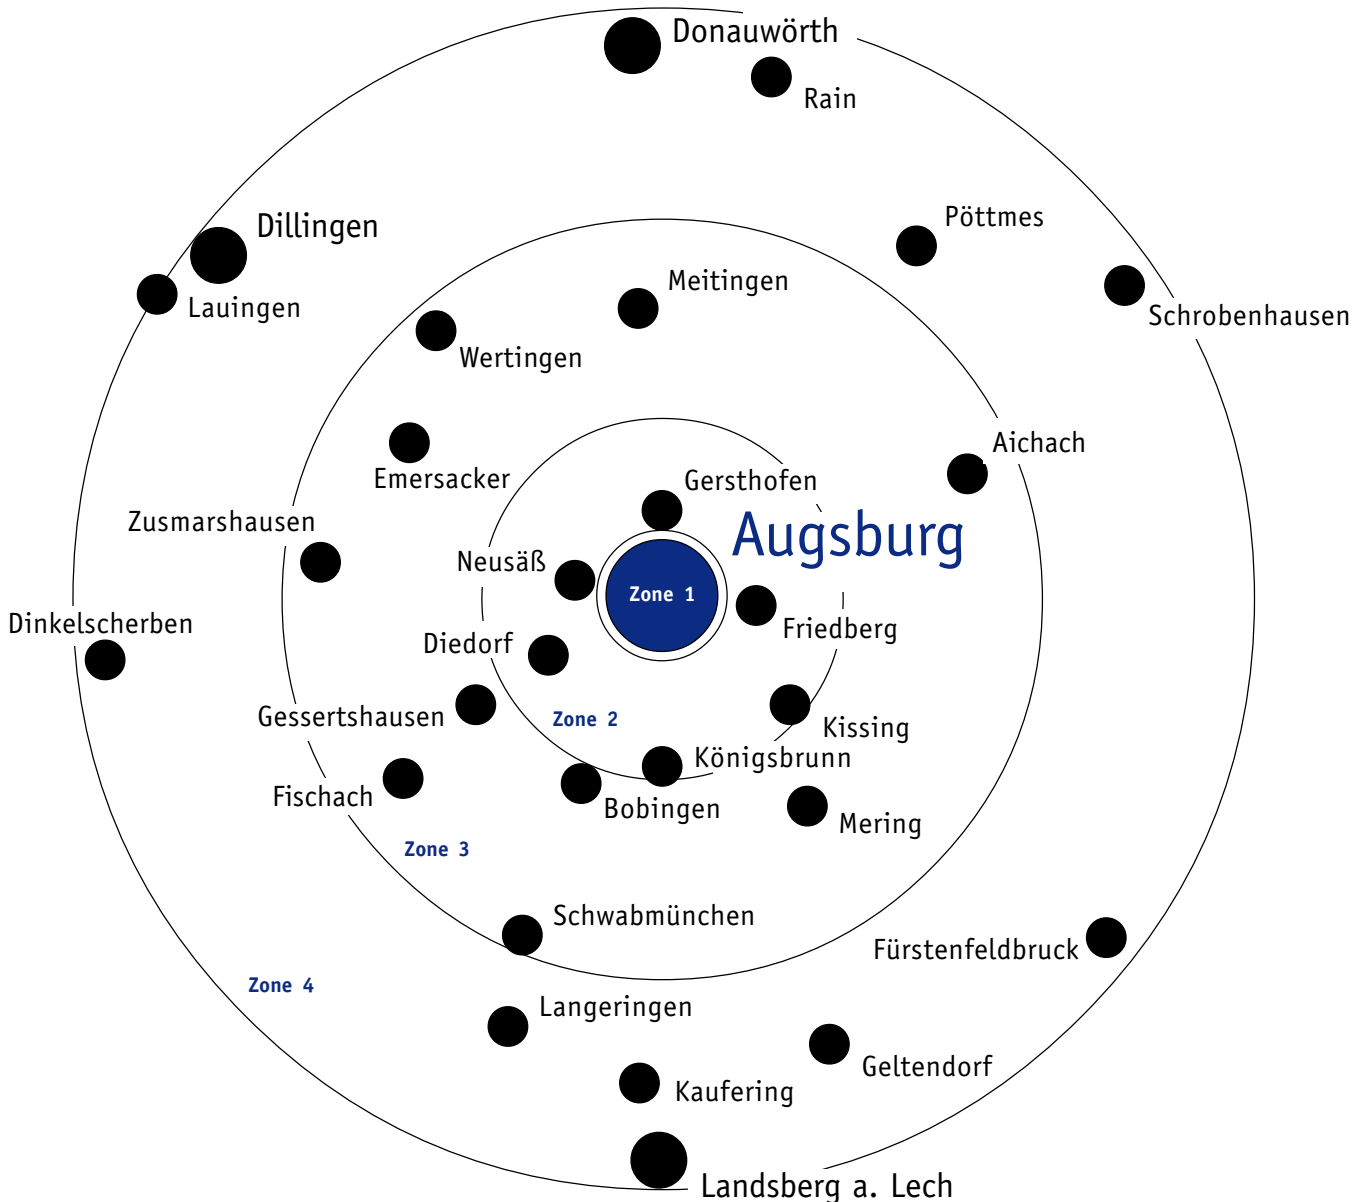 Donauwörth
Rain
Pöttmes
Dillingen
Meitingen
Lauingen
Schrobenhausen
Wertingen
Aichach
Emersacker
Gersthofen
Zusmarshausen
Augsburg
Neusäß
Zone 1
Dinkelscherben
Friedberg
Diedorf
Gessertshausen
Zone 2
Kissing
Königsbrunn
Fischach
Bobingen
Mering
Zone 3
Schwabmünchen
Fürstenfeldbruck
Zone 4
Langeringen
Geltendorf
Kaufering
Landsberg a. Lech